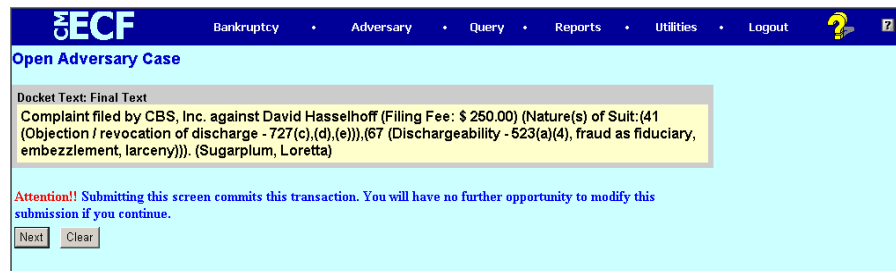 CM ECF Bankruptcy • Adversary • Query • Reports • Utilities • Logout ? ?
Open Adversary Case
Docket Text: Final Text
Complaint filed by CBS, Inc. against David Hasselhoff (Filing Fee: $ 250.00) (Nature(s) of Suit:(41
(Objection / revocation of discharge - 727(c),(d),(e))),(67 (Dischargeability - 523(a)(4), fraud as fiduciary,
embezzlement, larceny))). (Sugarplum, Loretta)
Attention!! Submitting this screen commits this transaction. You will have no further opportunity to modify this
submission if you continue.
Next Clear